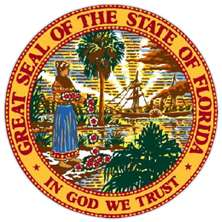 GREAT SEAL OF THE STATE OF FLORIDA
IN GOD WE TRUST